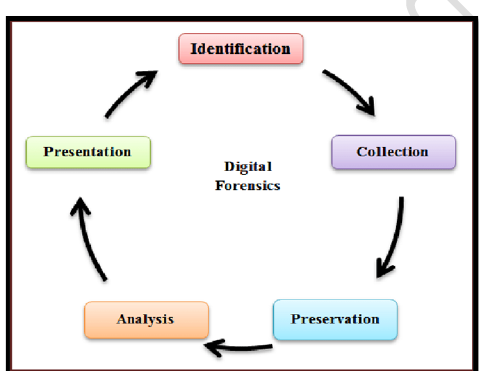 Identification
Presentation
Collection
Digital
Forensics
Analysis
Preservation